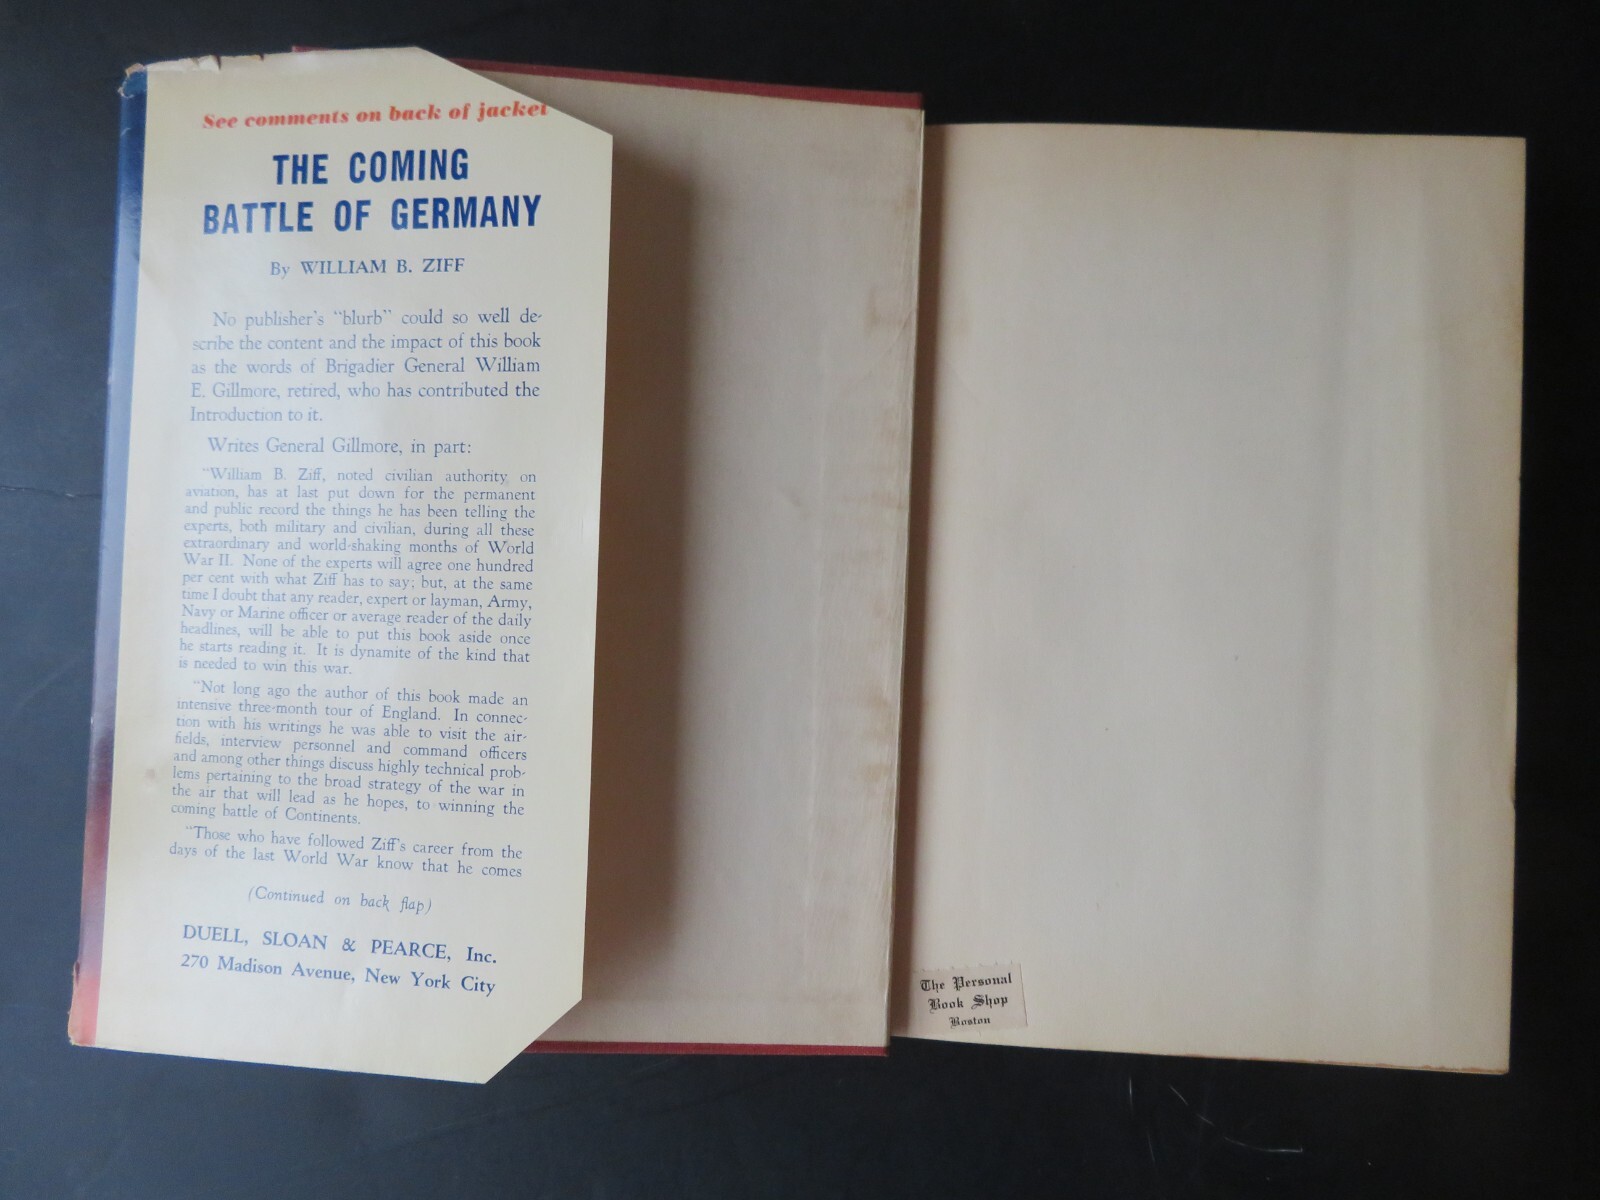 See comments on back of jacket
THE COMING
BATTLE OF GERMANY
By WILLIAM B. ZIFF
No publisher's "blurb" could so well de-
scribe the content and the impact of this book
as the words of Brigadier General William
E. Gillmore, retired, who has contributed the
Introduction to it.
Writes General Gillmore, in part:
"William B. Ziff, noted civilian authority on
aviation, has at last put down for the permanent
and public record the things he has been telling the
experts, both military and civilian, during all these
extraordinary and world-shaking months of World
War II. None of the experts will agree one hundred
per cent with what Ziff has to say; but, at the same
time I doubt that any reader, expert or layman, Army,
Navy or Marine officer or average reader of the daily
headlines, will be able to put this book aside once
he starts reading it. It is dynamite of the kind that
is needed to win this war.
"Not long ago the author of this book made an
intensive three-month tour of England. In connec-
tion with his writings he was able to visit the air-
fields, interview personnel and command officers
and among other things discuss highly technical prob-
lems pertaining to the broad strategy of the war in
the air that will lead as he hopes, to winning the
coming battle of Continents.
"Those who have followed Ziff's career from the
days of the last World War know that he comes
(Continued on back flap)
DUELL, SLOAN & PEARCE, Inc.
270 Madison Avenue, New York City
The Personal
Book Shop
Boston